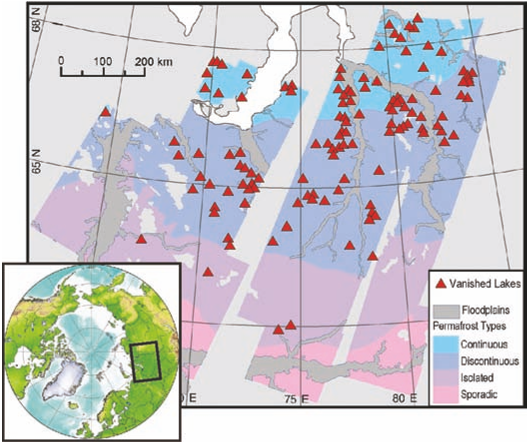 68 N
0 100 200 km
65 N
Vanished Lakes
Floodplains
Permafrost Types
Continuous
Discontinuous
Isolated
Sporadic
E 75 E 80 E